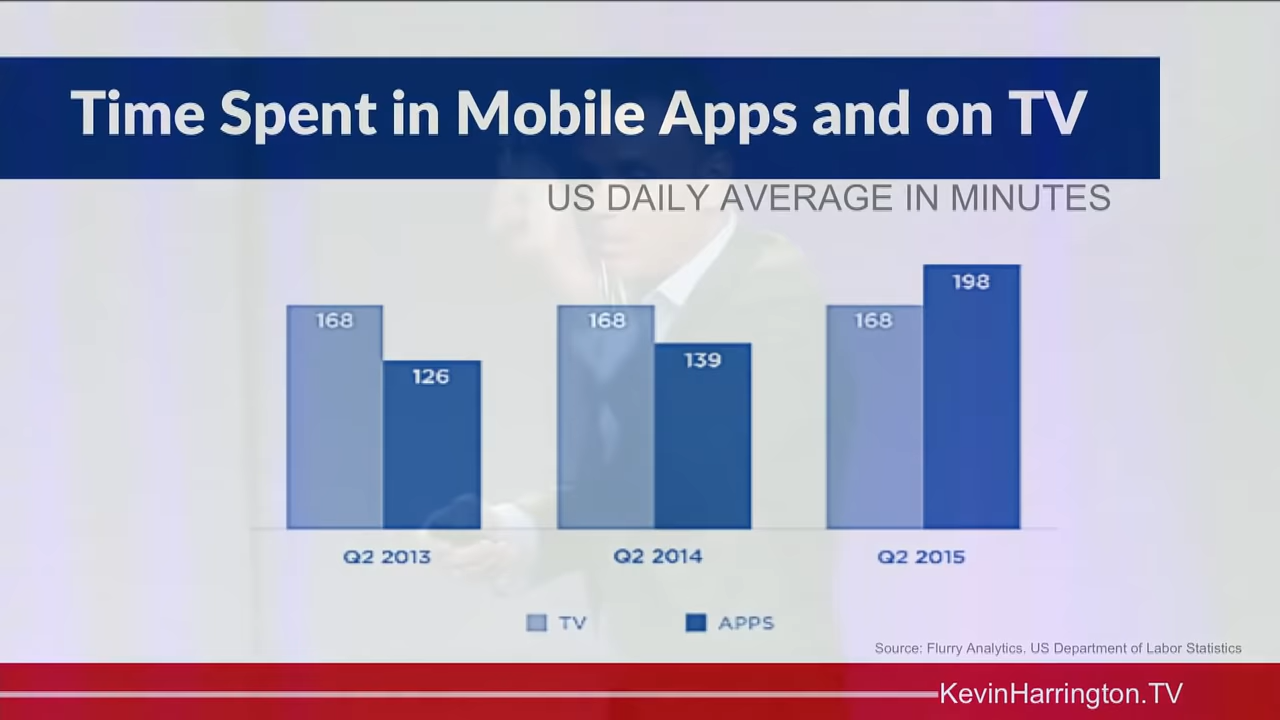 Time Spent in Mobile Apps and on TV
US DAILY AVERAGE IN MINUTES
168
126
168
139
168
198
Q2 2013
Q2 2014
Q2 2015
TV
APPS
Source: Flurry Analytics. US Department of Labor Statistics
KevinHarrington.TV